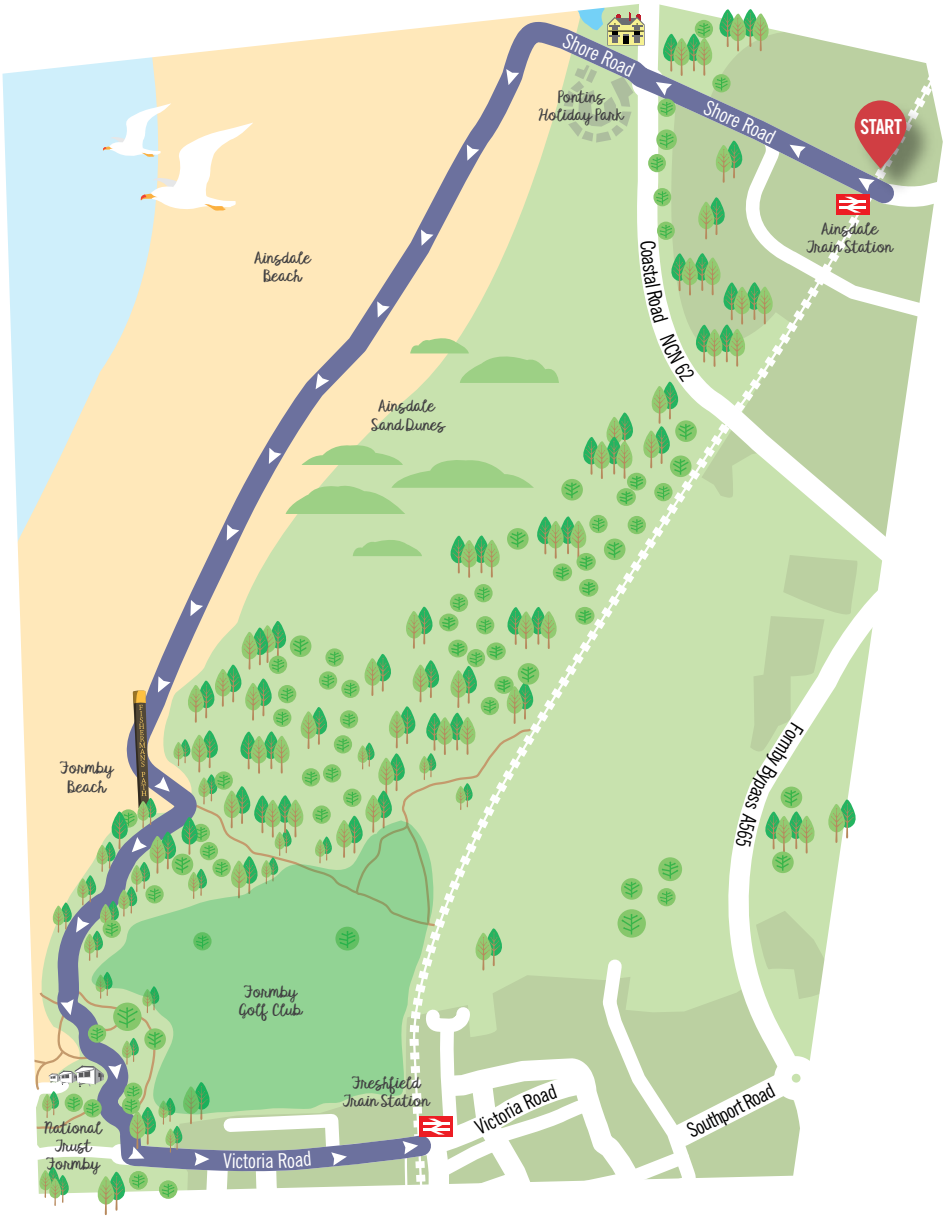 START
Shore Road
Shore Road
Pontins
Holiday Park
Ainsdale
Train Station
Ainsdale
Beach
Coastal Road NCN 62
Ainsdale
Sand Dunes
FISHERMANS PATH
Formby
Beach
Formby Bypass A565
Formby
Golf Club
Freshfield
Train Station
Victoria Road
Southport Road
National
Trust
Formby
Victoria Road